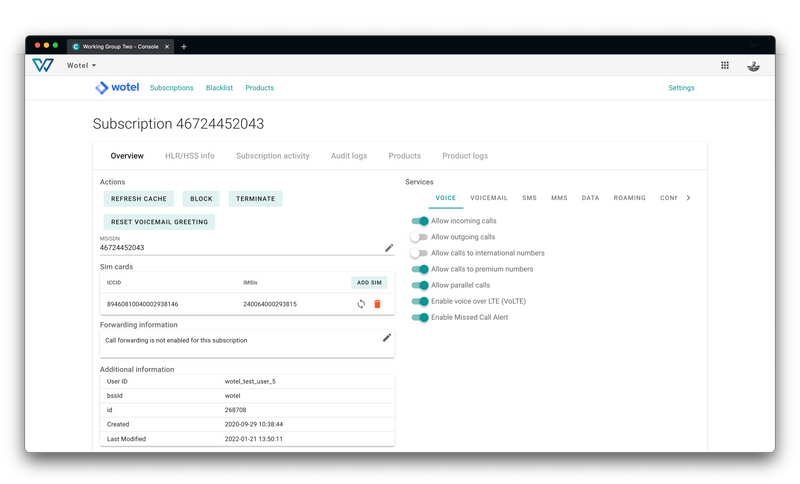 Working Group Two - Console
Wotel
wotel Subscriptions Blacklist Products Settings
Subscription 46724452043
Overview HLR/HSS info Subscription activity Audit logs Products Product logs
Actions
REFRESH CACHE BLOCK TERMINATE
RESET VOICEMAIL GREETING
MSISDN
46724452043
Sim cards
ICCID IMSIs ADD SIM
89460810040002938146 240064000293815
Forwarding information
Call forwarding is not enabled for this subscription
Additional information
User ID wotel_test_user_5
bssId wotel
id 268708
Created 2020-09-29 10:38:44
Last Modified 2022-01-21 13:50:11
Services
VOICE VOICEMAIL SMS MMS DATA ROAMING
Allow incoming calls
Allow outgoing calls
Allow calls to international numbers
Allow calls to premium numbers
Allow parallel calls
Enable voice over LTE (VoLTE)
Enable Missed Call Alert